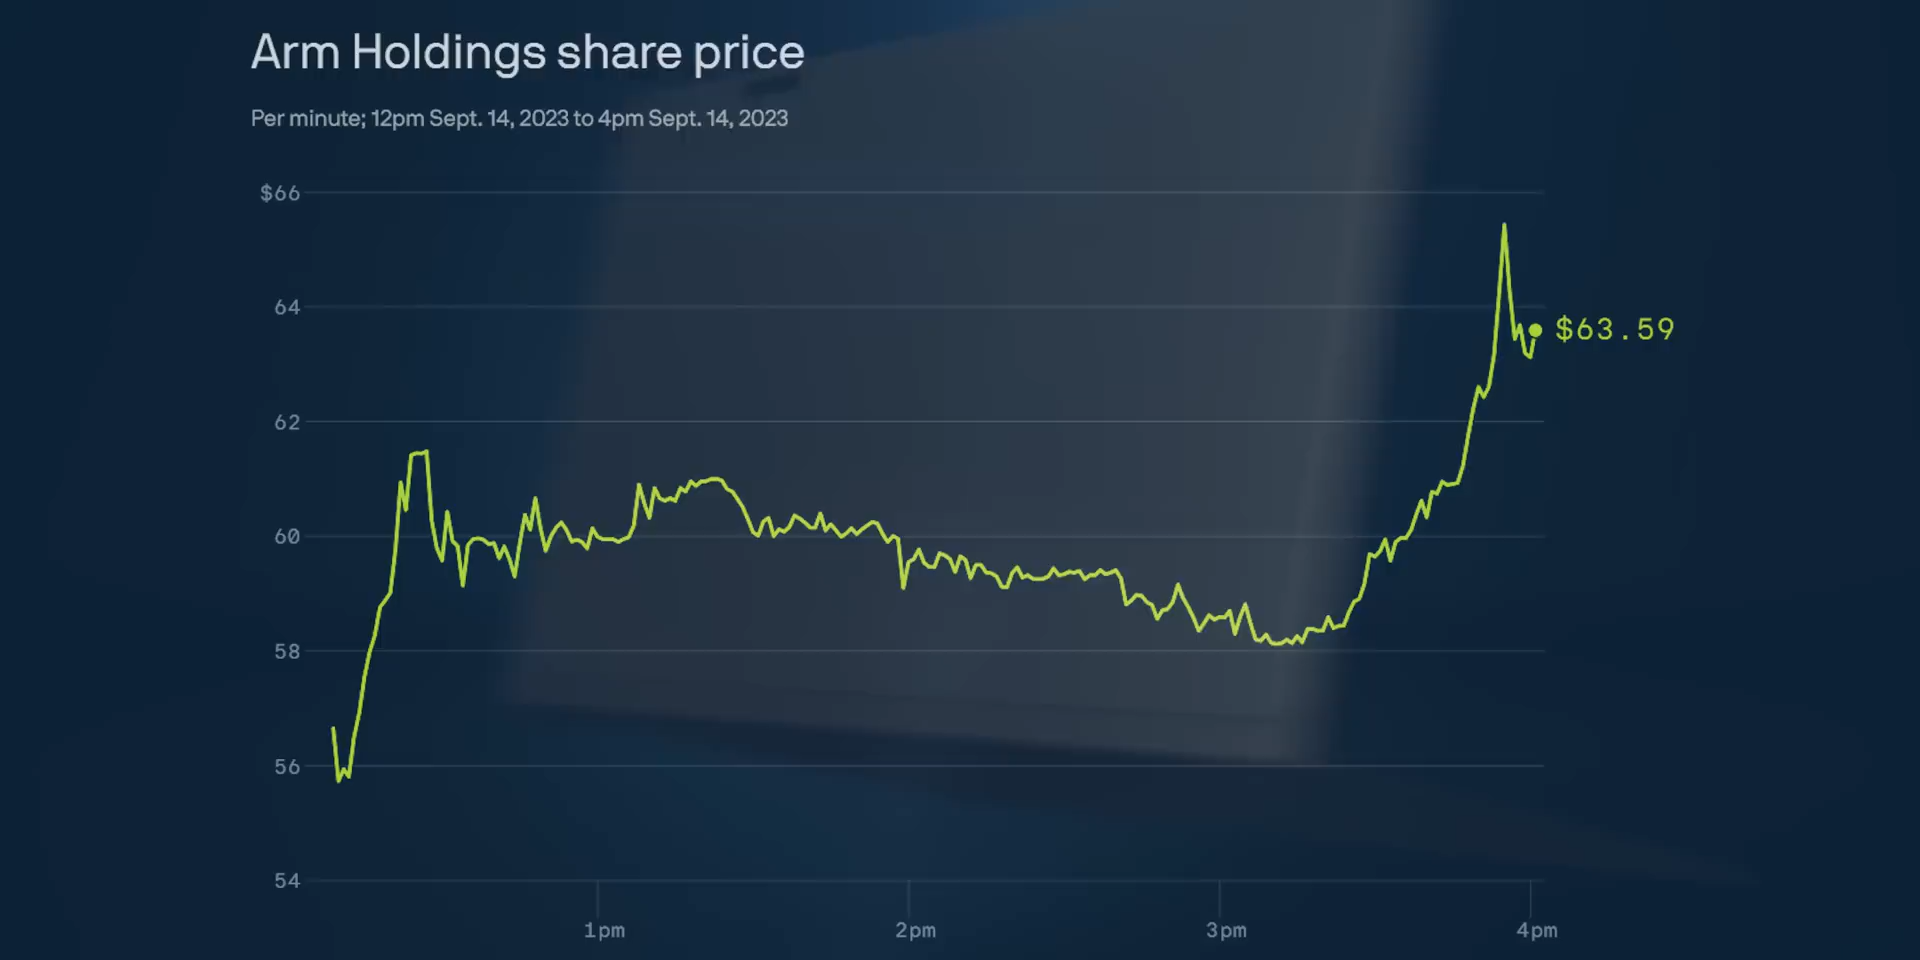 Arm Holdings share price
Per minute; 12pm Sept. 14, 2023 to 4pm Sept. 14, 2023
$66
64
$63.59
62
60
58
56
54
1pm 2pm 3pm 4pm